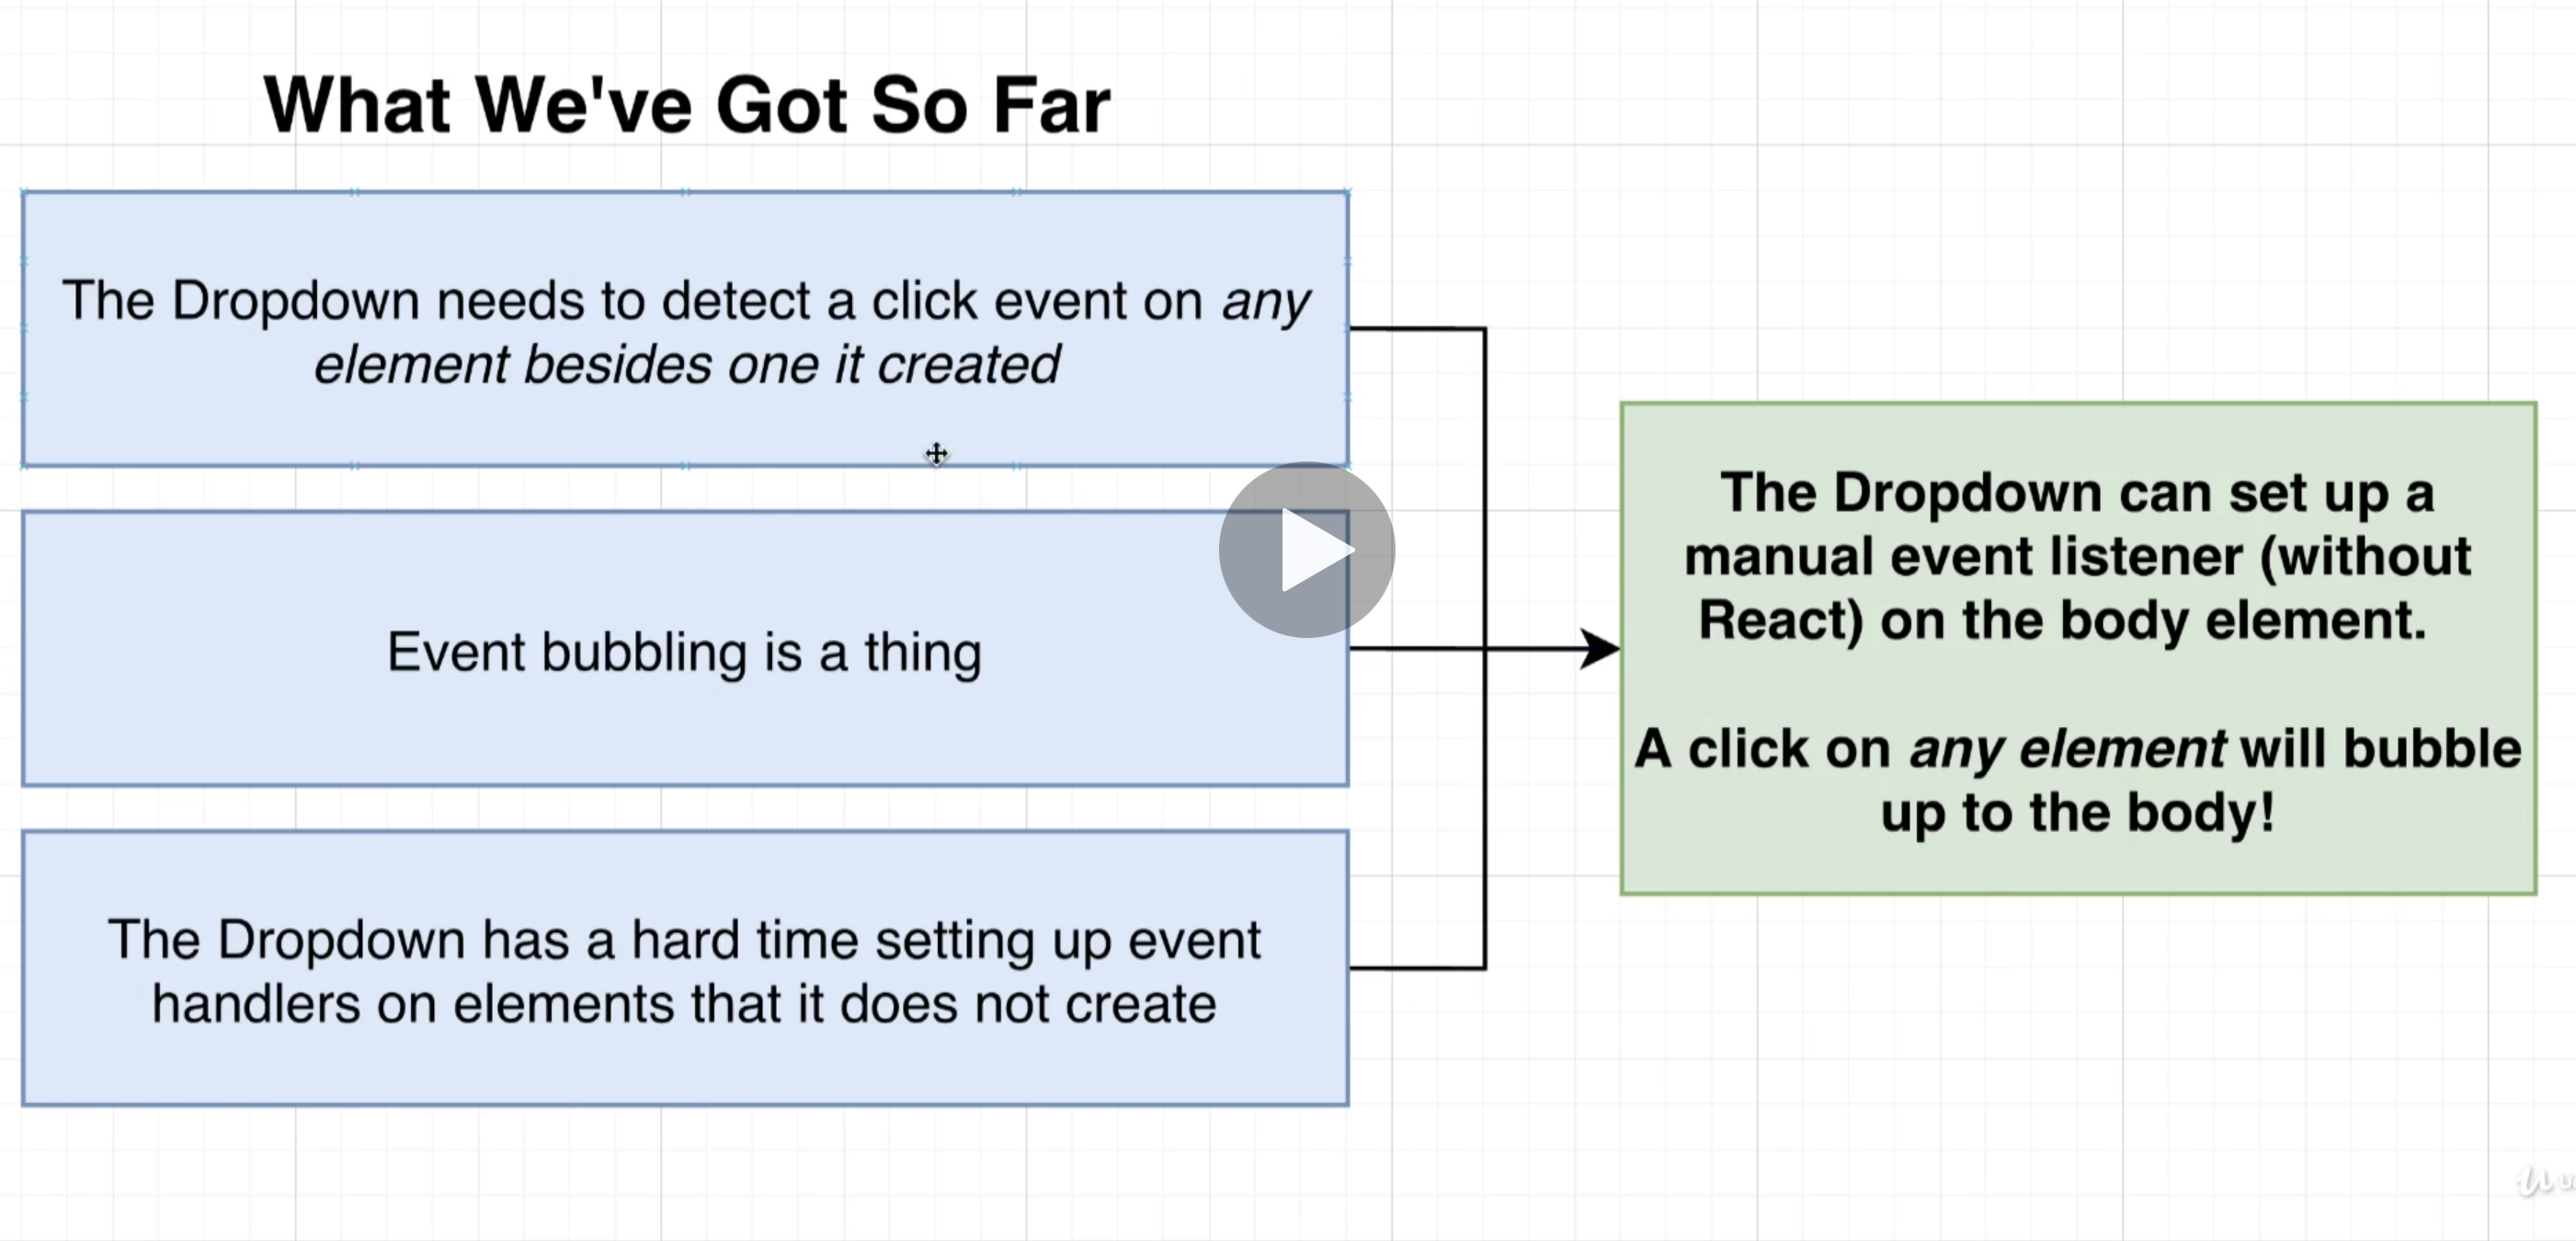 What We've Got So Far
The Dropdown needs to detect a click event on any
element besides one it created
Event bubbling is a thing
The Dropdown has a hard time setting up event
handlers on elements that it does not create
The Dropdown can set up a
manual event listener (without
React) on the body element.
A click on any element will bubble
up to the body!